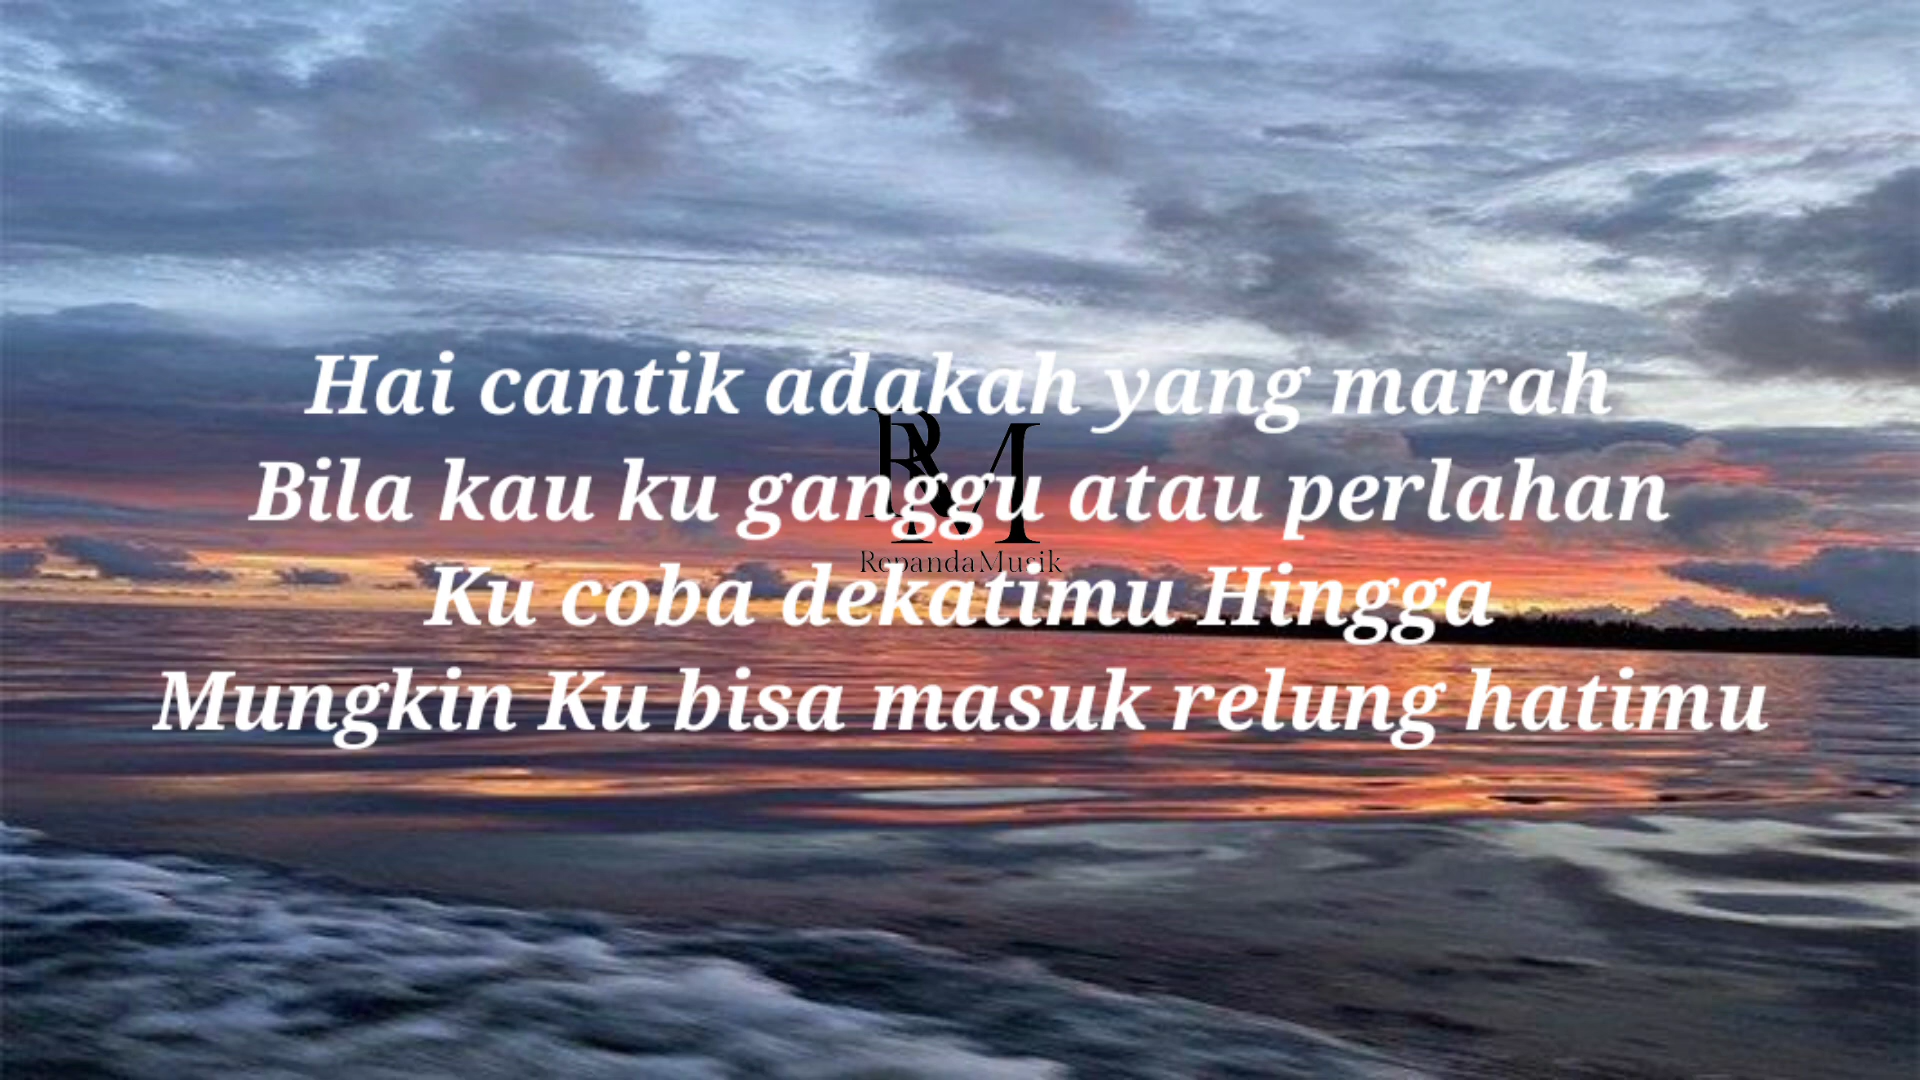 Hai cantik adakah yang marah
Bila kau ku ganggu atau perlahan
RM
RepandaMusik
Ku coba dekatimu Hingga
Mungkin Ku bisa masuk relung hatimu